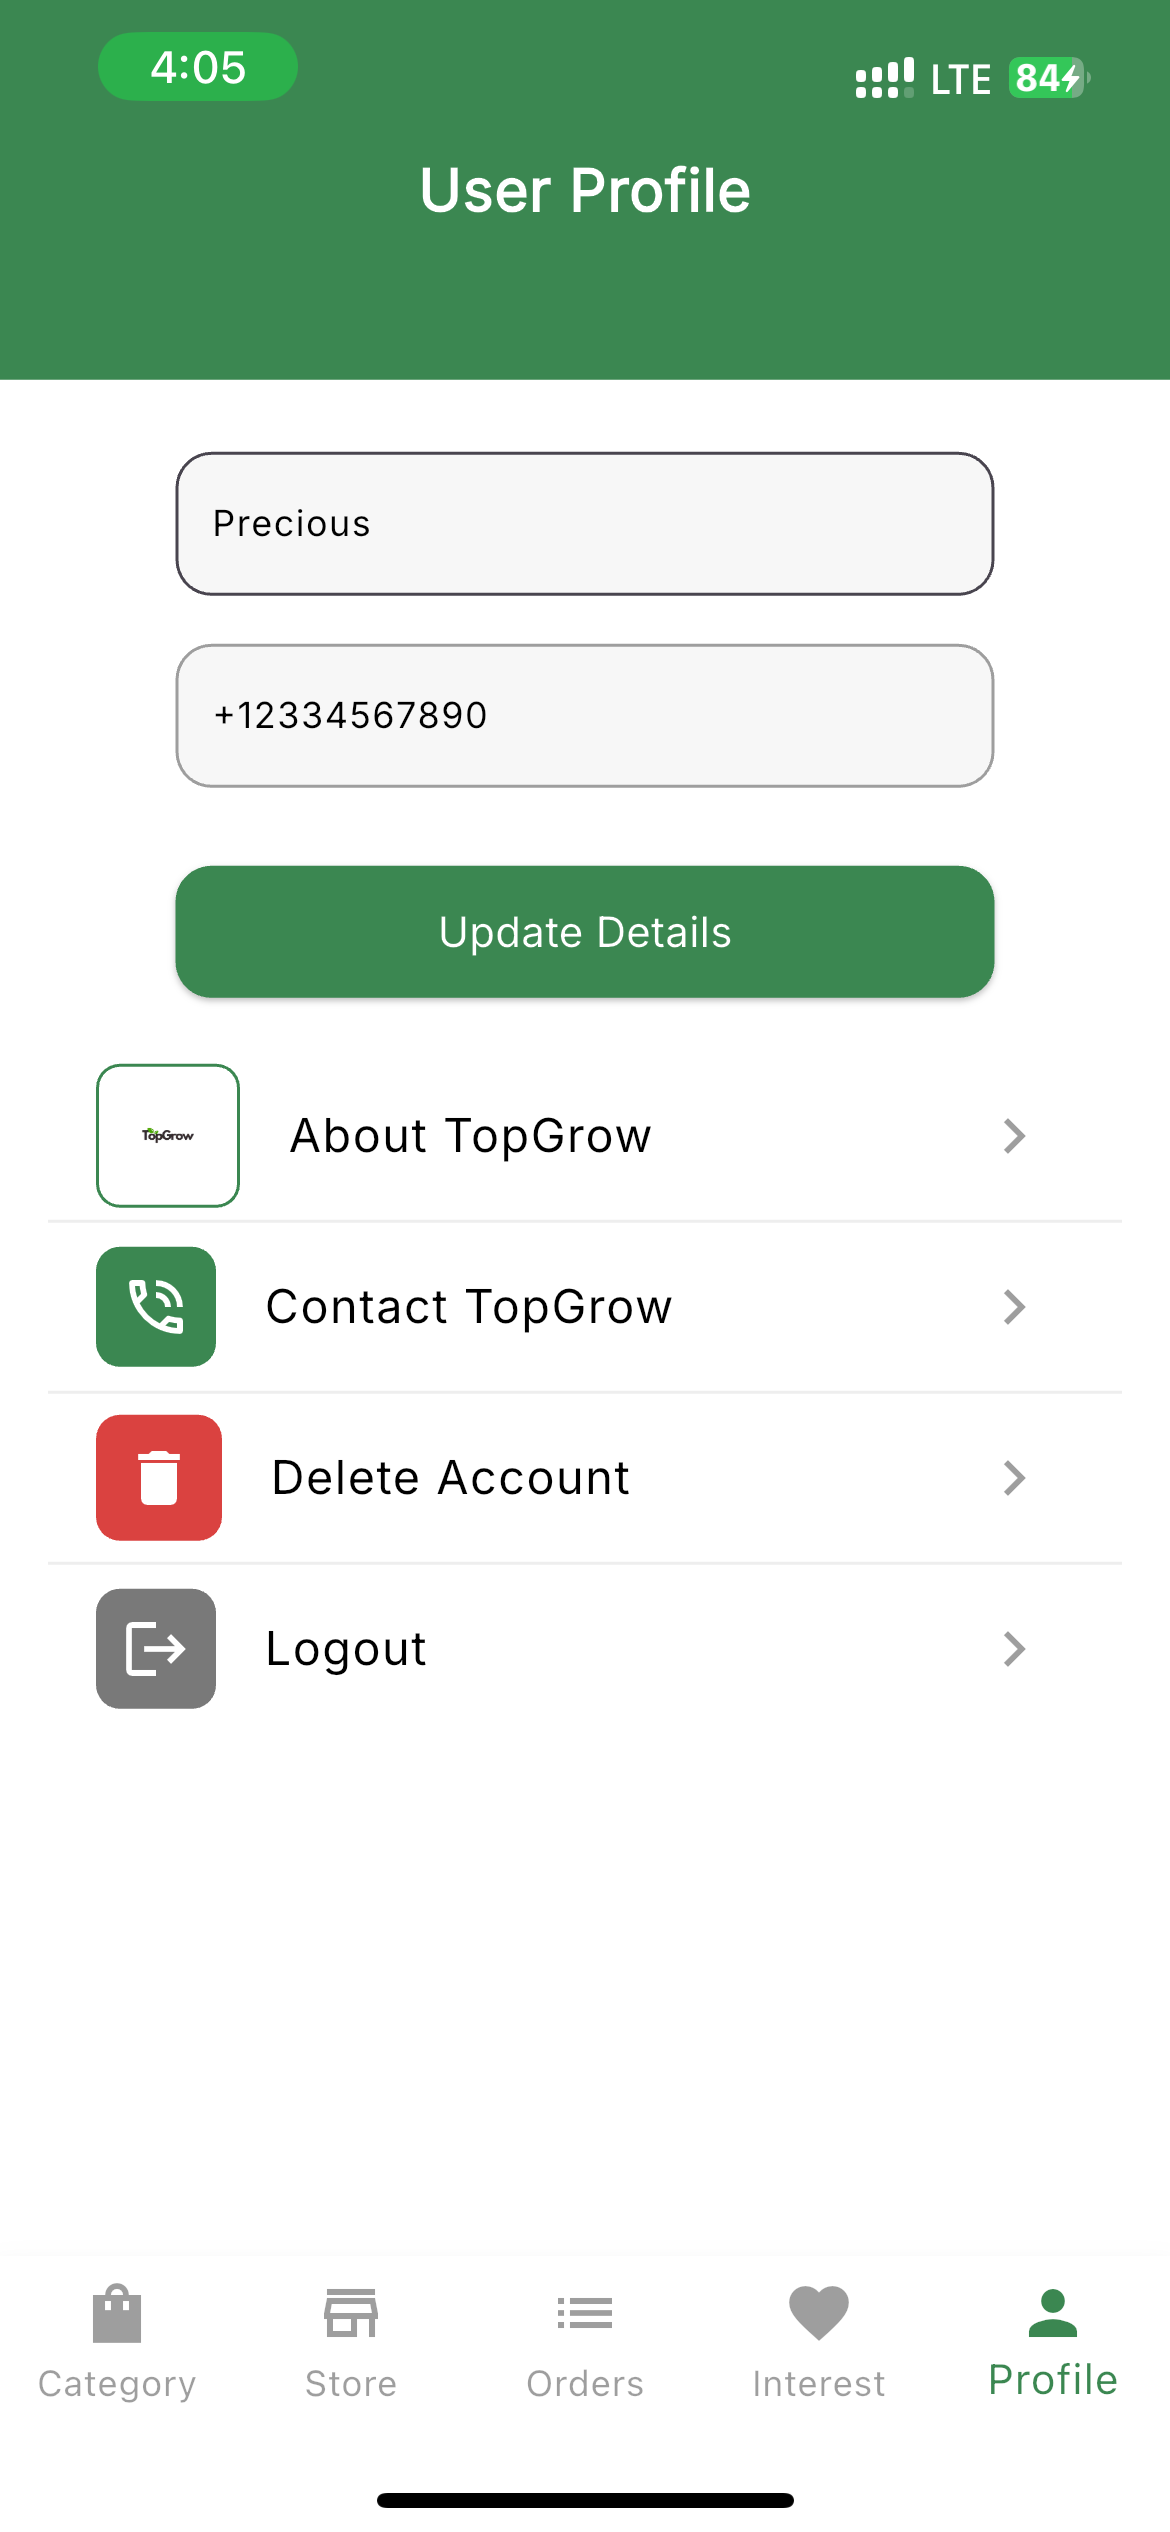 4:05
LTE 84
User Profile
Precious
+12334567890
Update Details
TopGrow
About TopGrow
Contact TopGrow
Delete Account
Logout
Category
Store
Orders
Interest
Profile